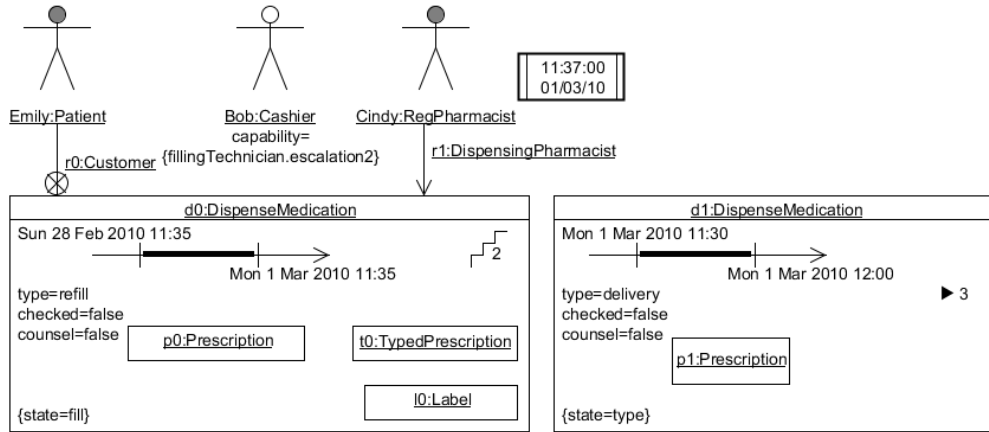 11:37:00
01/03/10
Emily:Patient
Bob:Cashier
Cindy:RegPharmacist
capability=
{fillingTechnician.escalation2}
r0:Customer
r1:DispensingPharmacist
d0:DispenseMedication
Sun 28 Feb 2010 11:35
2
Mon 1 Mar 2010 11:35
type=refill
checked=false
counsel=false
p0:Prescription
t0:TypedPrescription
l0:Label
{state=fill}
d1:DispenseMedication
Mon 1 Mar 2010 11:30
Mon 1 Mar 2010 12:00
type=delivery
3
checked=false
counsel=false
p1:Prescription
{state=type}